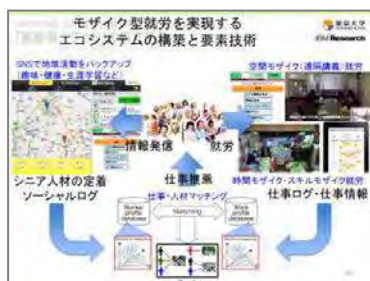 モザイク型就労を実現する
エコシステムの構築と要素技術
東京大学
IBM Research
SNSで地域活動をバックアップ
(趣味・健康・生涯学習など)
空間モザイク(遠隔講義)就労
情報発信
就労
シニア人材の定着
ソーシャルログ
仕事推薦
時間モザイク・スキルモザイク就労
仕事ログ・仕事情報
仕事・人材マッチング
Worker
profile
database
Matching
Work
profile
database